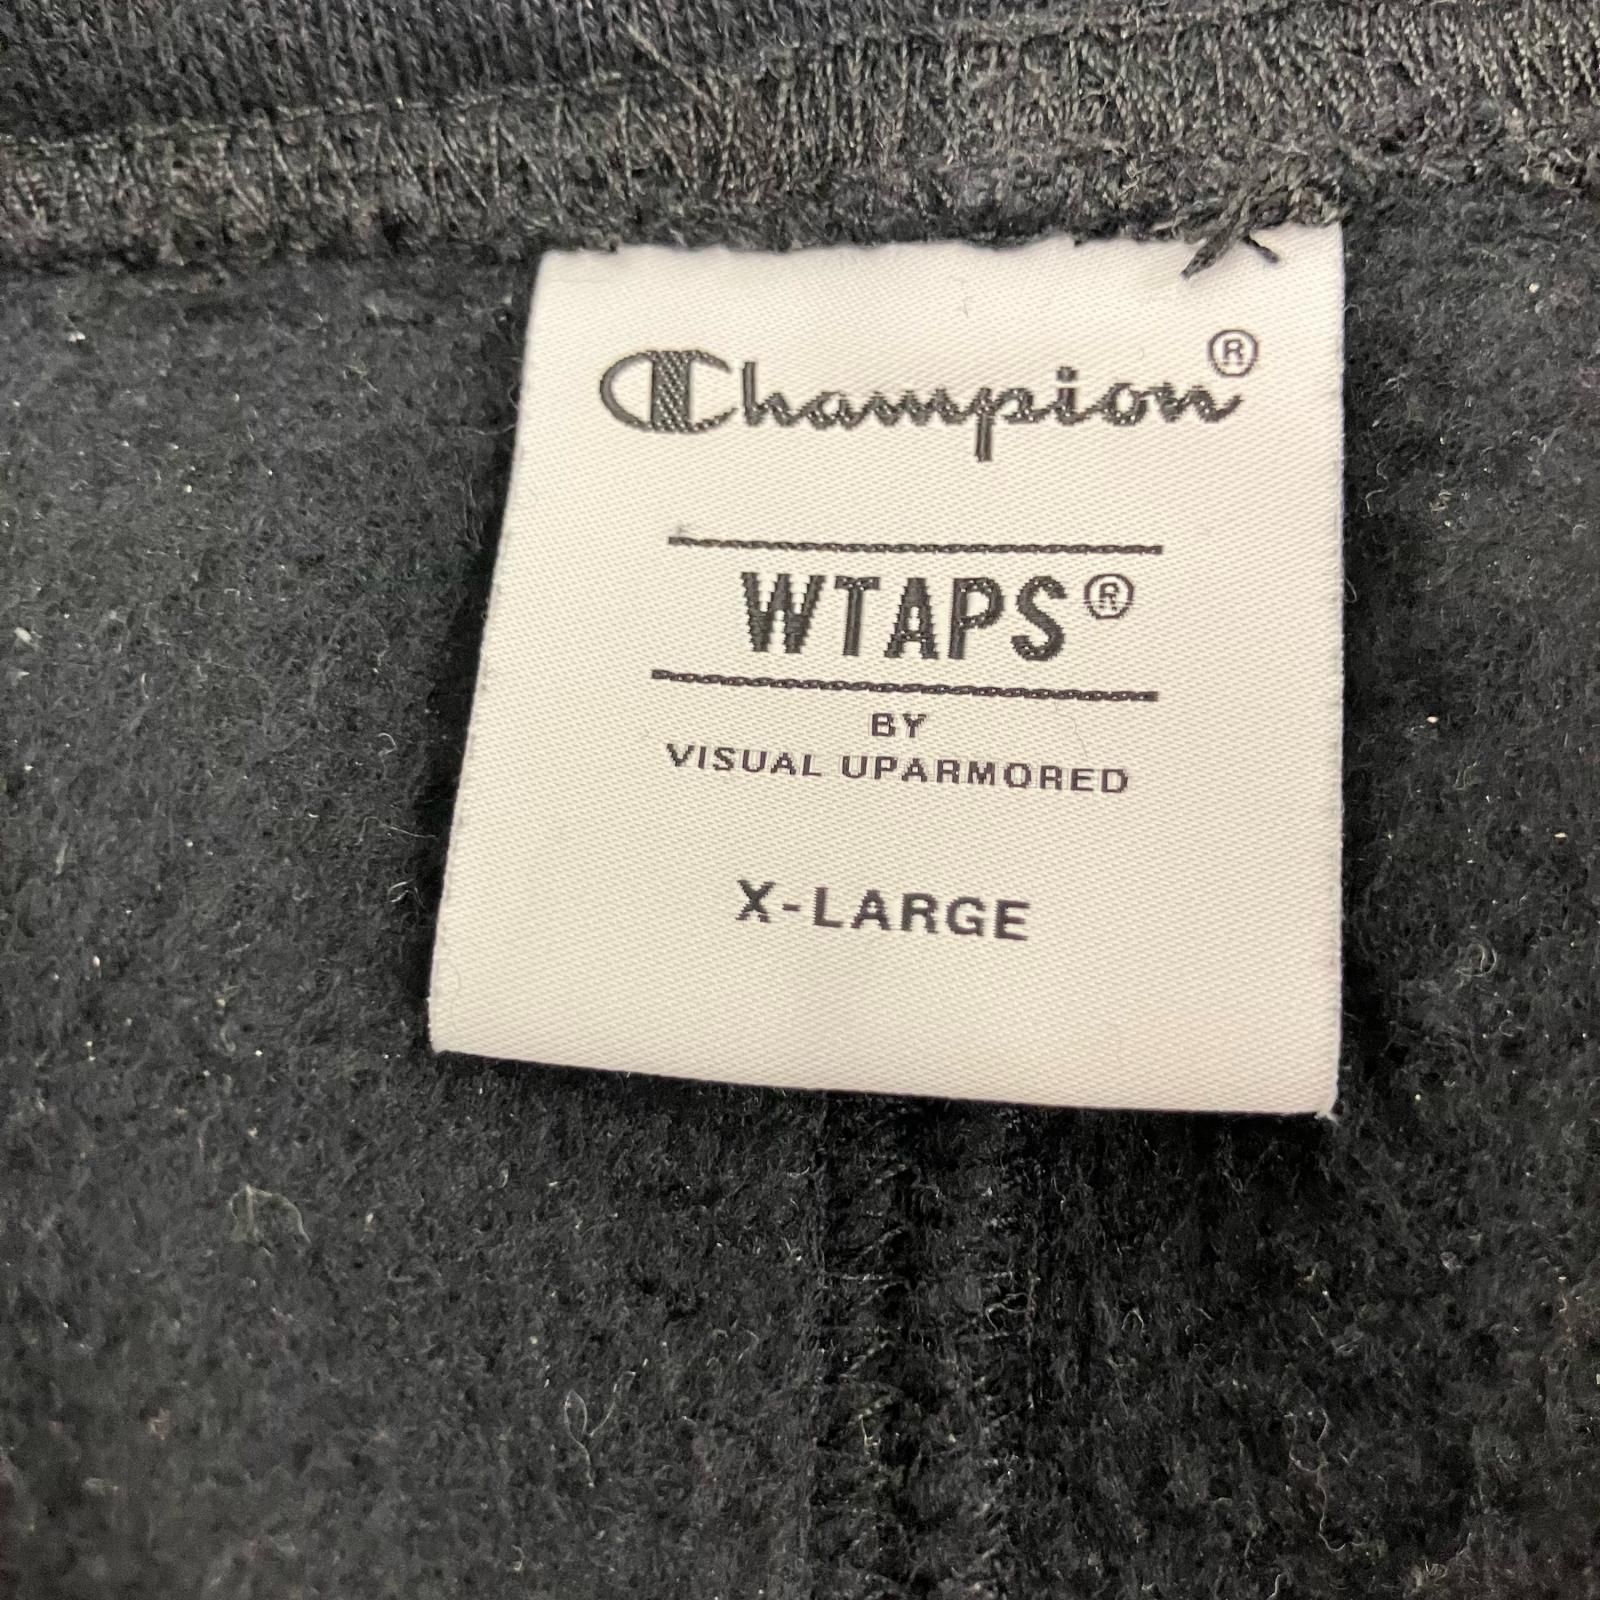 Champion®
WTAPS®
BY
VISUAL UPARMORED
X-LARGE